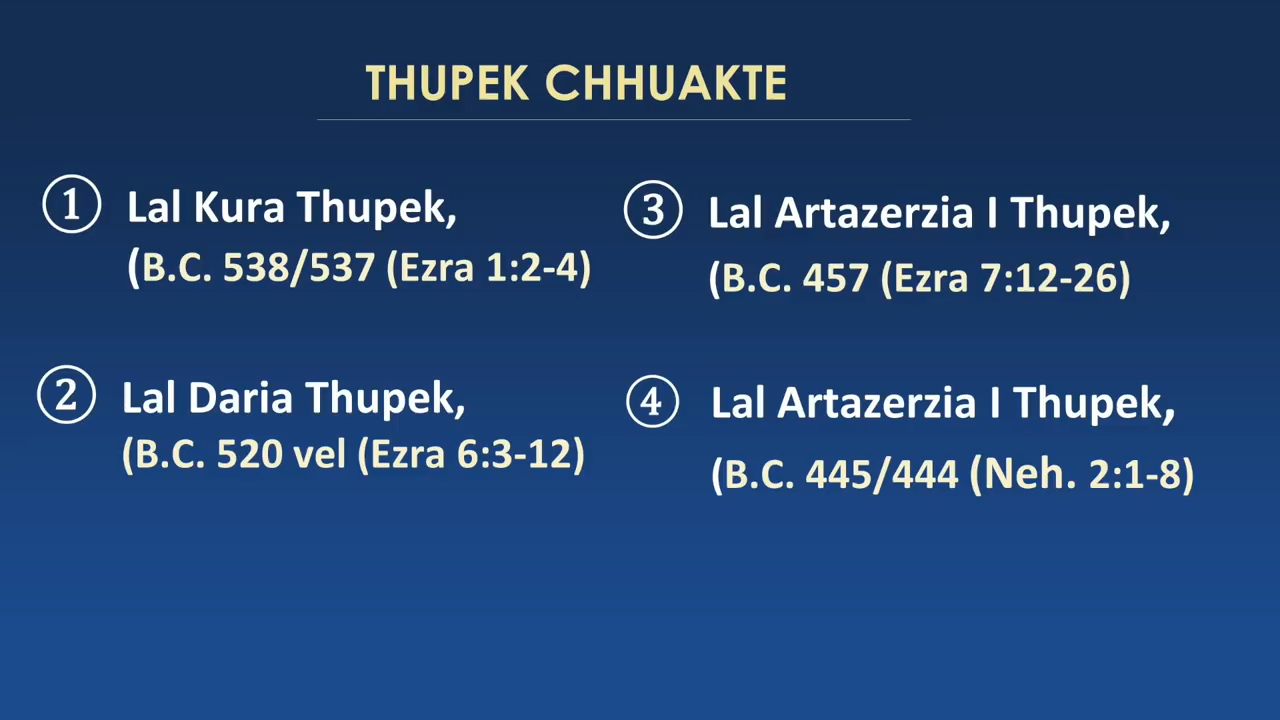 THUPEK CHHUAKTE
① Lal Kura Thupek,
(B.C. 538/537 (Ezra 1:2-4)
② Lal Daria Thupek,
(B.C. 520 vel (Ezra 6:3-12)
③ Lal Artazerzia I Thupek,
(B.C. 457 (Ezra 7:12-26)
④ Lal Artazerzia I Thupek,
(B.C. 445/444 (Neh. 2:1-8)